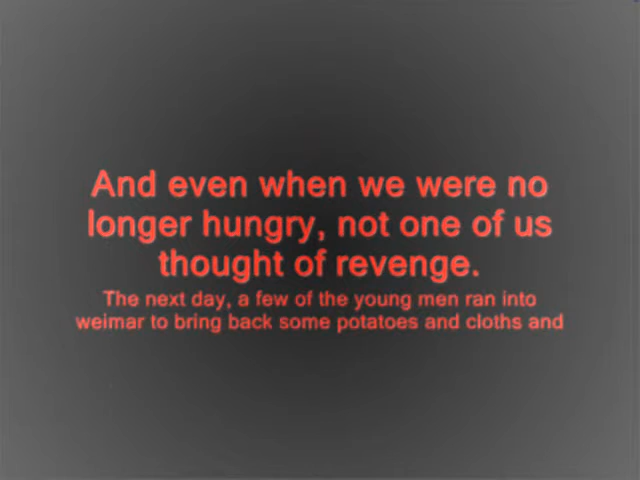 And even when we were no
longer hungry, not one of us
thought of revenge.
The next day, a few of the young men ran into
weimar to bring back some potatoes and cloths and